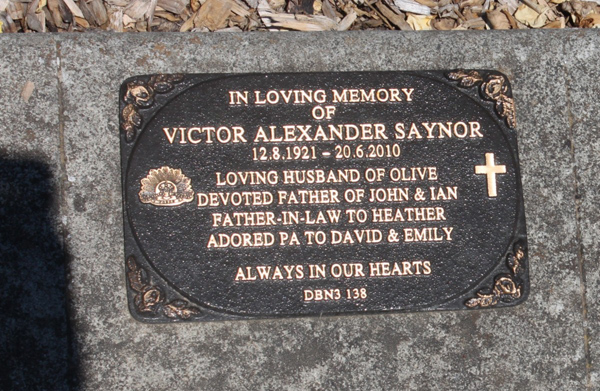 IN LOVING MEMORY
OF
VICTOR ALEXANDER SAYNOR
12.8.1921 - 20.6.2010
LOVING HUSBAND OF OLIVE
DEVOTED FATHER OF JOHN & IAN
FATHER-IN-LAW TO HEATHER
ADORED PA TO DAVID & EMILY
ALWAYS IN OUR HEARTS
DBN3 138